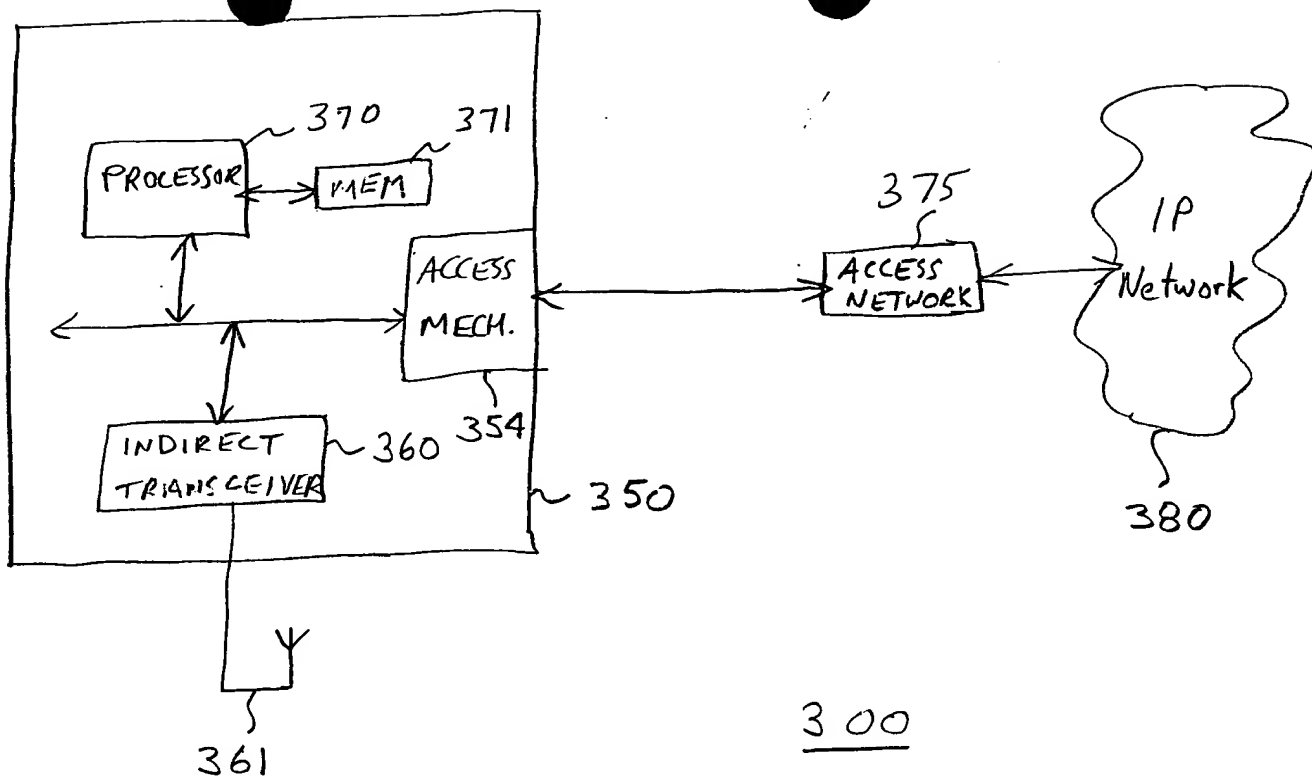 370
371
PROCESSOR
MEM
375
IP
Network
ACCESS
MECH.
ACCESS
NETWORK
354
INDIRECT
TRANSCEIVER
360
350
380
361
300